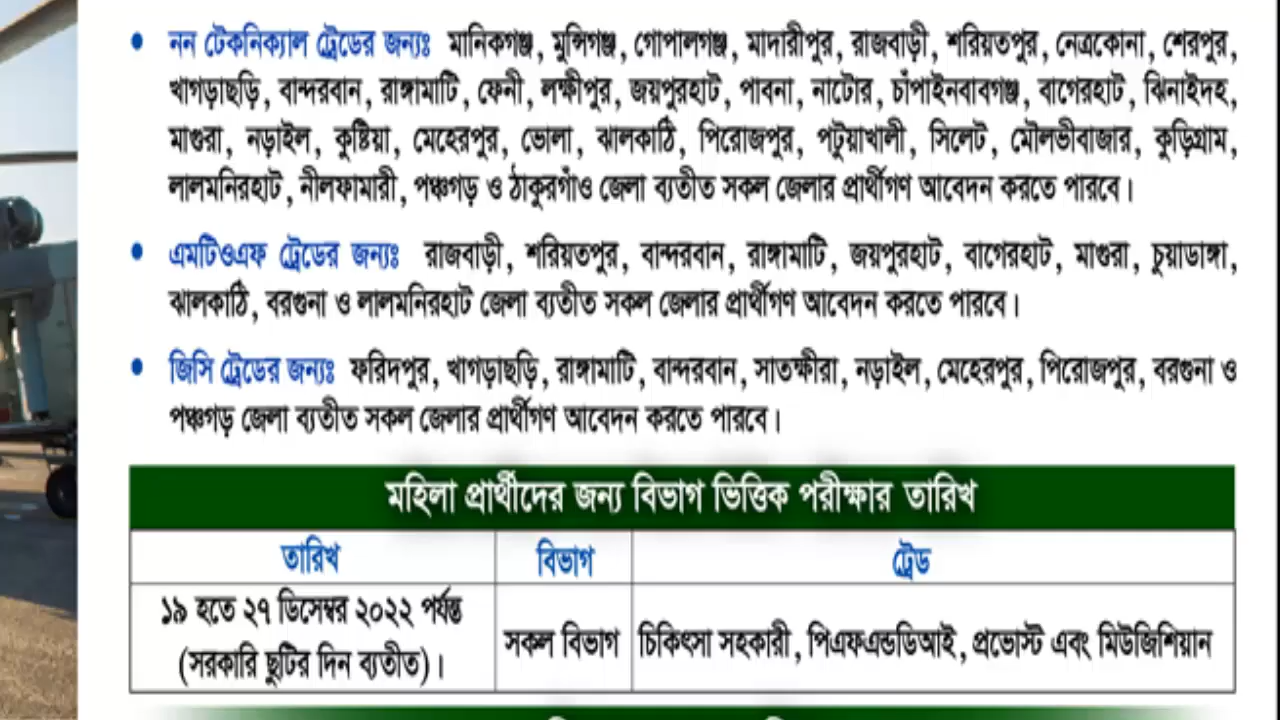 • নন টেকনিক্যাল ট্রেডের জন্যঃ মানিকগঞ্জ, মুন্সিগঞ্জ, গোপালগঞ্জ, মাদারীপুর, রাজবাড়ী, শরিয়তপুর, নেত্রকোনা, শেরপুর,
খাগড়াছড়ি, বান্দরবান, রাঙ্গামাটি, ফেনী, লক্ষীপুর, জয়পুরহাট, পাবনা, নাটোর, চাঁপাইনবাবগঞ্জ, বাগেরহাট, ঝিনাইদহ,
মাগুরা, নড়াইল, কুষ্টিয়া, মেহেরপুর, ভোলা, ঝালকাঠি, পিরোজপুর, পটুয়াখালী, সিলেট, মৌলভীবাজার, কুড়িগ্রাম,
লালমনিরহাট, নীলফামারী, পঞ্চগড় ও ঠাকুরগাঁও জেলা ব্যতীত সকল জেলার প্রার্থীগণ আবেদন করতে পারবে।
• এমটিওএফ ট্রেডের জন্যঃ রাজবাড়ী, শরিয়তপুর, বান্দরবান, রাঙ্গামাটি, জয়পুরহাট, বাগেরহাট, মাগুরা, চুয়াডাঙ্গা,
ঝালকাঠি, বরগুনা ও লালমনিরহাট জেলা ব্যতীত সকল জেলার প্রার্থীগণ আবেদন করতে পারবে।
• জিসি ট্রেডের জন্যঃ ফরিদপুর, খাগড়াছড়ি, রাঙ্গামাটি, বান্দরবান, সাতক্ষীরা, নড়াইল, মেহেরপুর, পিরোজপুর, বরগুনা ও
পঞ্চগড় জেলা ব্যতীত সকল জেলার প্রার্থীগণ আবেদন করতে পারবে।
মহিলা প্রার্থীদের জন্য বিভাগ ভিত্তিক পরীক্ষার তারিখ
তারিখ বিভাগ ট্রেড
১৯ হতে ২৭ ডিসেম্বর ২০২২ পর্যন্ত
(সরকারি ছুটির দিন ব্যতীত)।
সকল বিভাগ
চিকিৎসা সহকারী, পিএফএন্ডডিআই, প্রভোস্ট এবং মিউজিশিয়ান